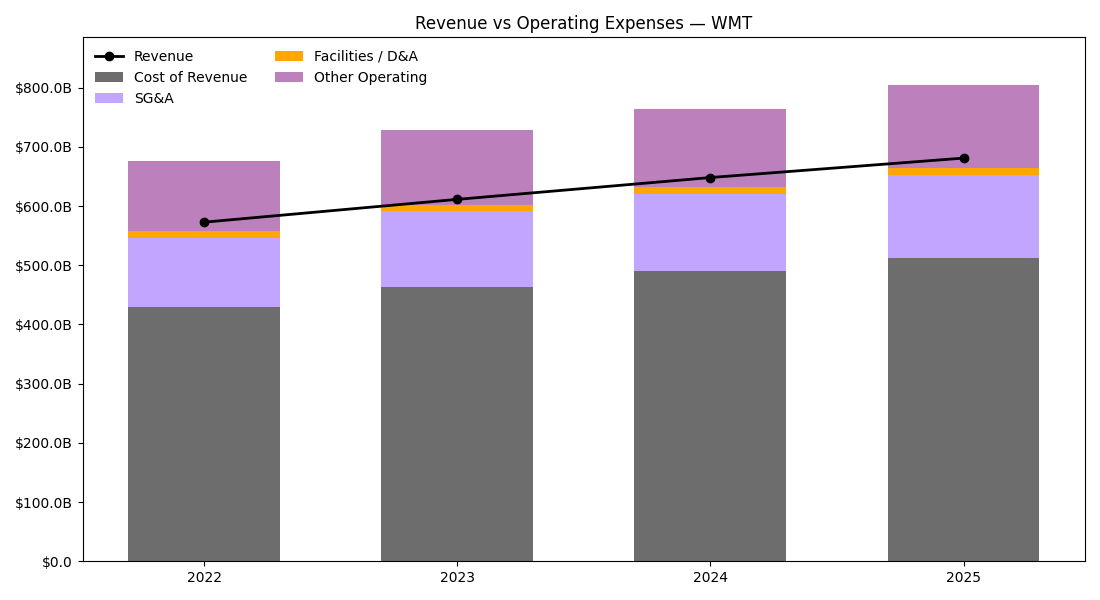 Revenue vs Operating Expenses — WMT
Revenue
Cost of Revenue
SG&A
Facilities / D&A
Other Operating
$800.0B
$700.0B
$600.0B
$500.0B
$400.0B
$300.0B
$200.0B
$100.0B
$0.0
2022
2023
2024
2025